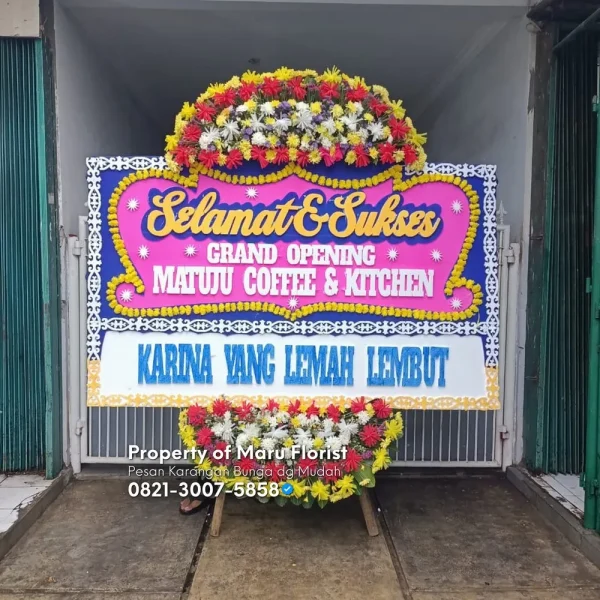 Selamat & Sukses
GRAND OPENING
MATUJU COFFEE & KITCHEN
KARINA YANG LEMAH LEMBUT
Property of Maru Florist
Pesan Karangan Bunga dg Mudah
0821-3007-5858